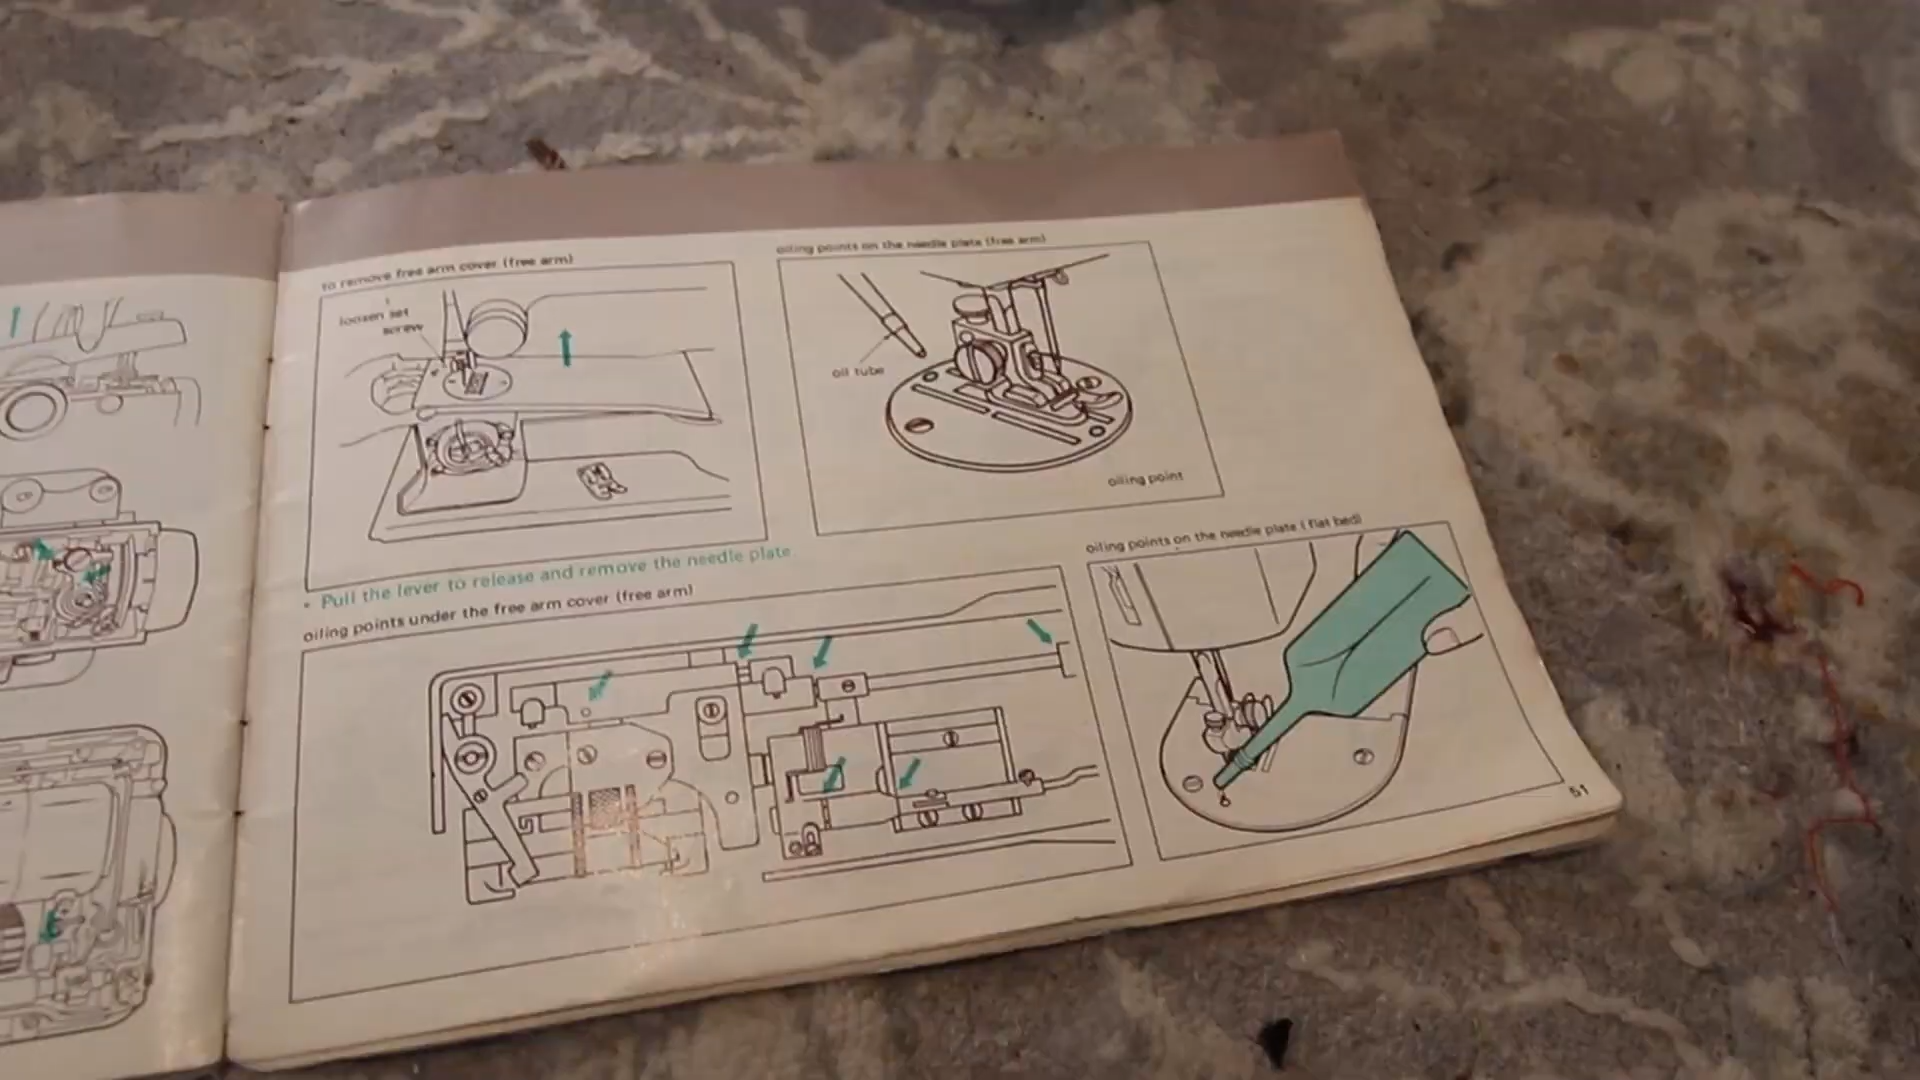 to remove free arm cover (free arm)
loosen set
screw
• Pull the lever to release and remove the needle plate.
oiling points on the needle plate (free arm)
oil tube
oiling point
oiling points under the free arm cover (free arm)
oiling points on the needle plate ( flat bed)
51